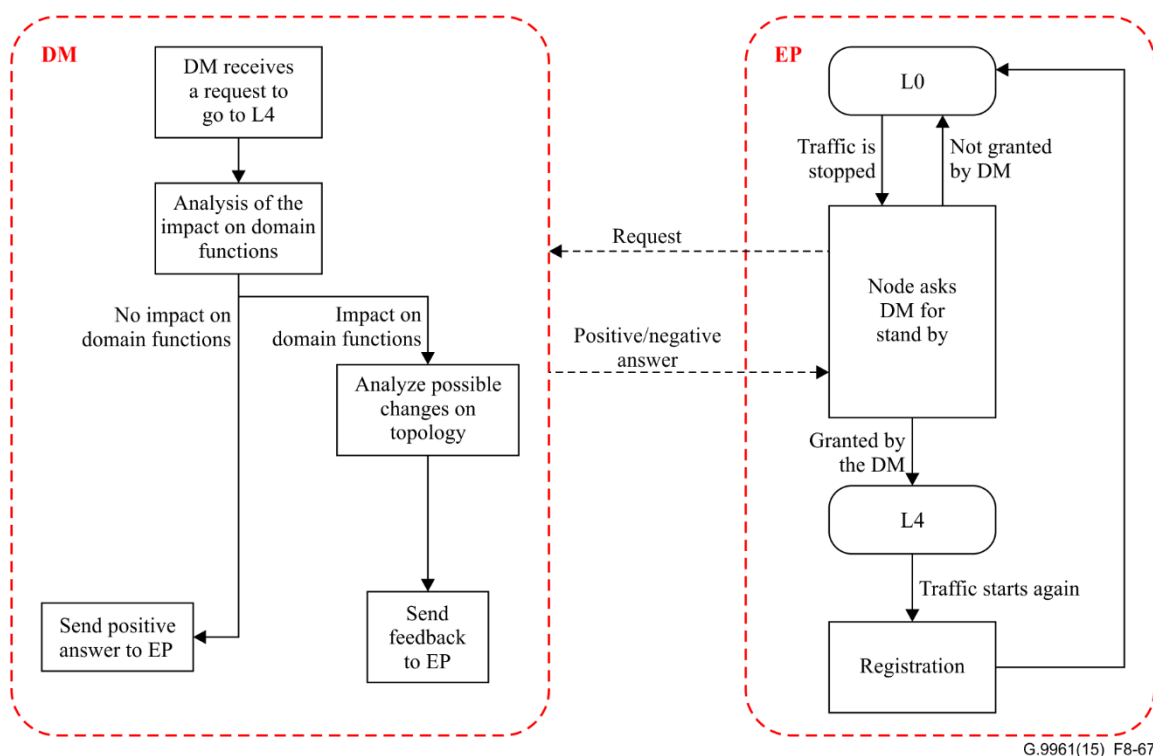 DM
DM receives
a request to
go to L4
Analysis of the
impact on domain
functions
No impact on
domain functions
Impact on
domain functions
Analyze possible
changes on
topology
Send positive
answer to EP
Send
feedback
to EP
Request
Positive/negative
answer
EP
L0
Traffic is
stopped
Not granted
by DM
Node asks
DM for
stand by
Granted by
the DM
L4
Traffic starts again
Registration
G.9961(15)_F8-67